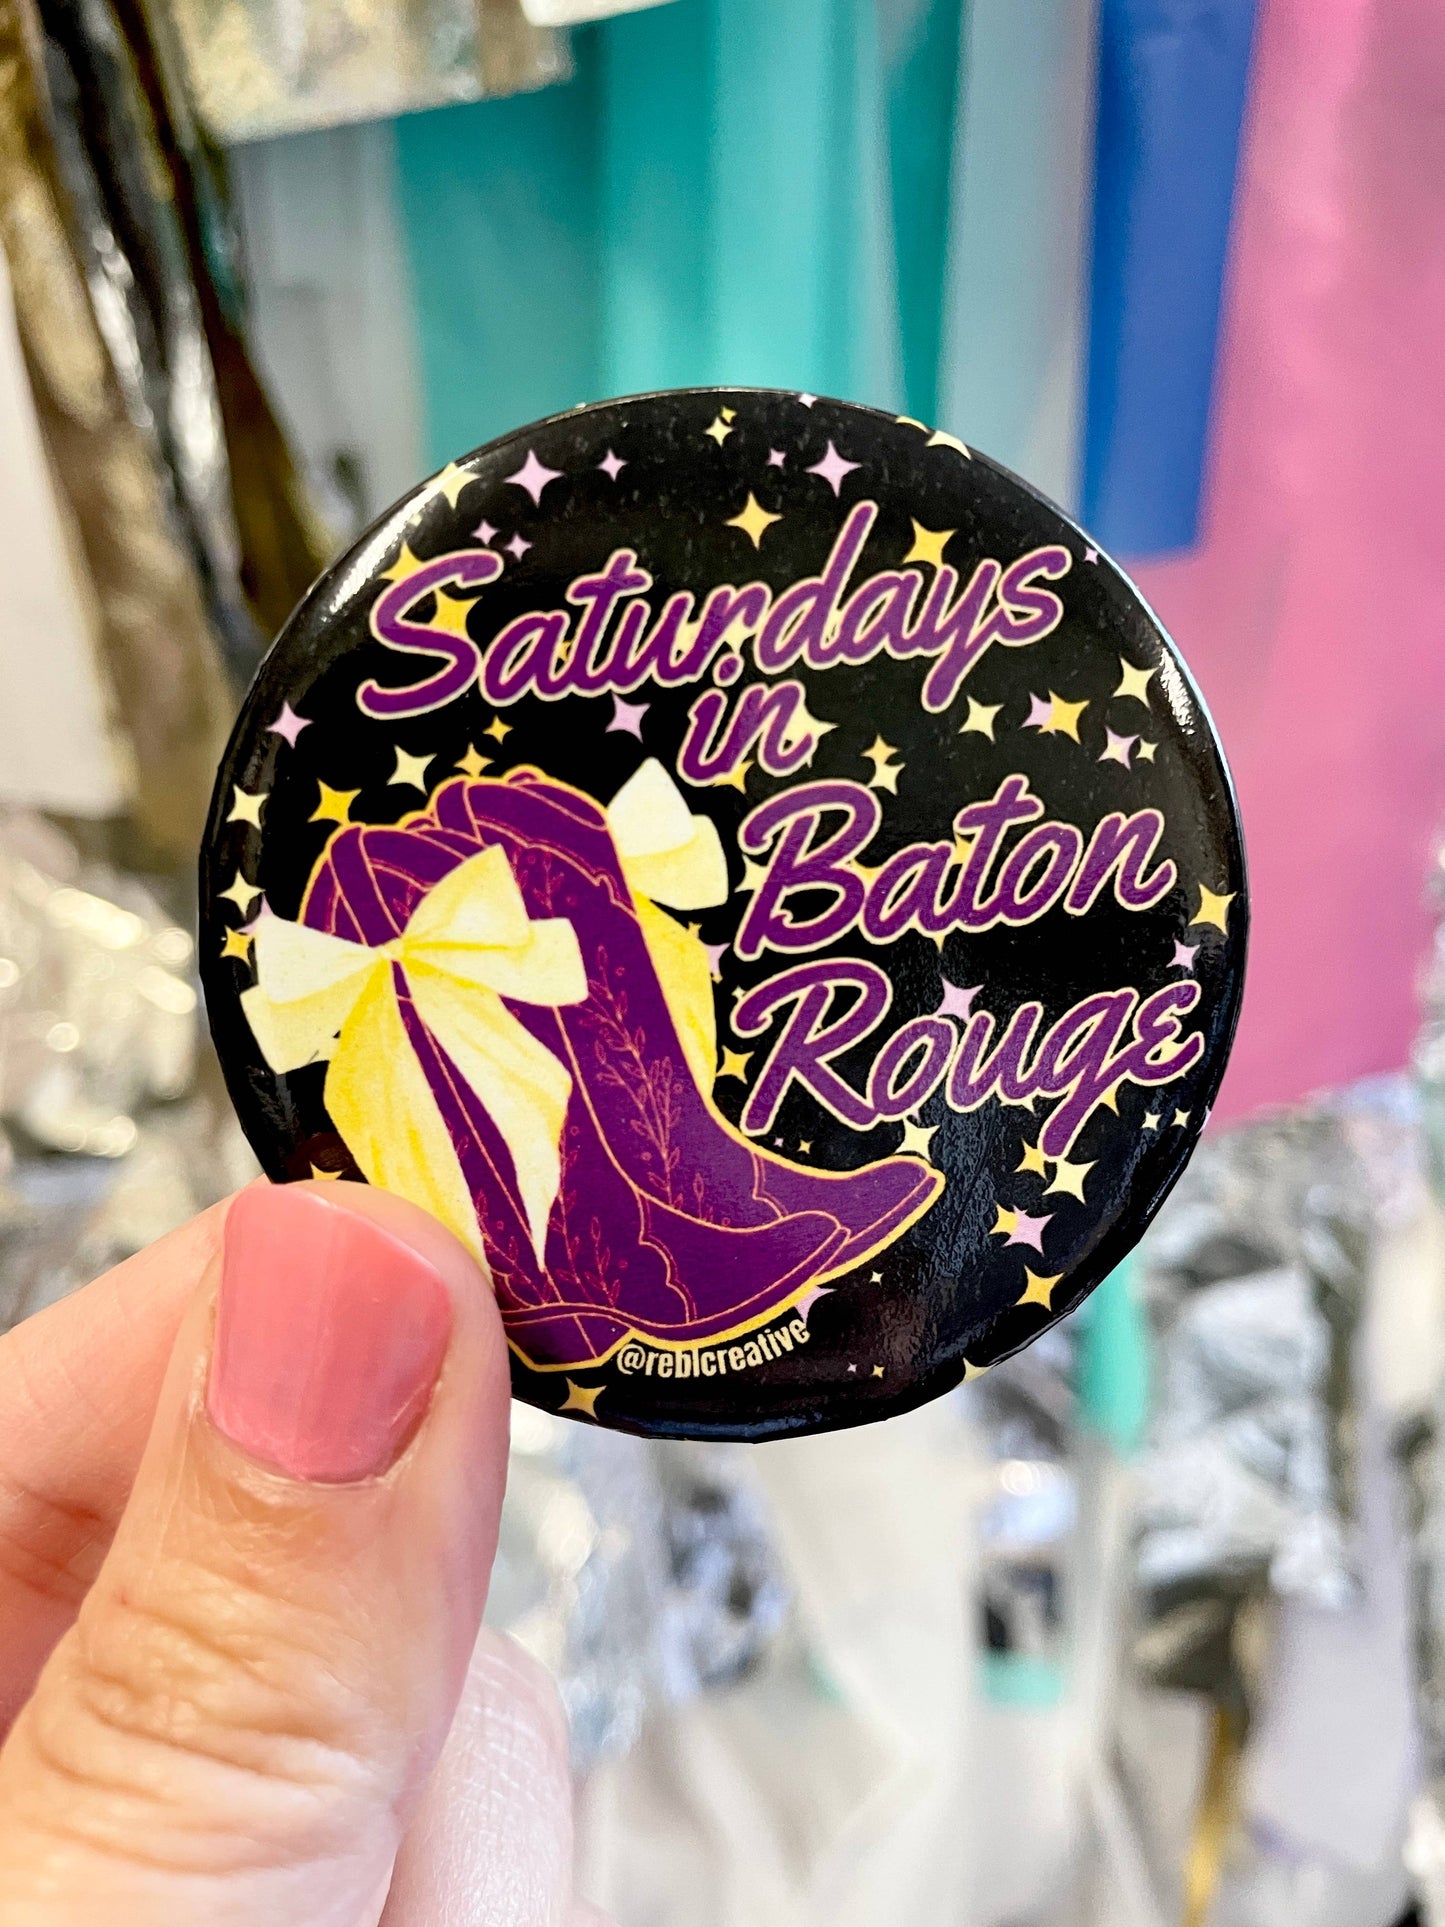 Saturdays
in
Baton
Rouge
@reblcreative